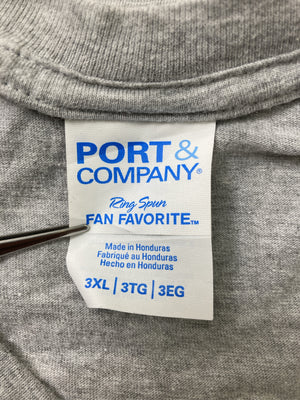 PORT &
COMPANY®
Ring Spun
FAN FAVORITE™
Made in Honduras
Fabriqué au Honduras
Hecho en Honduras
3XL | 3TG | 3EG